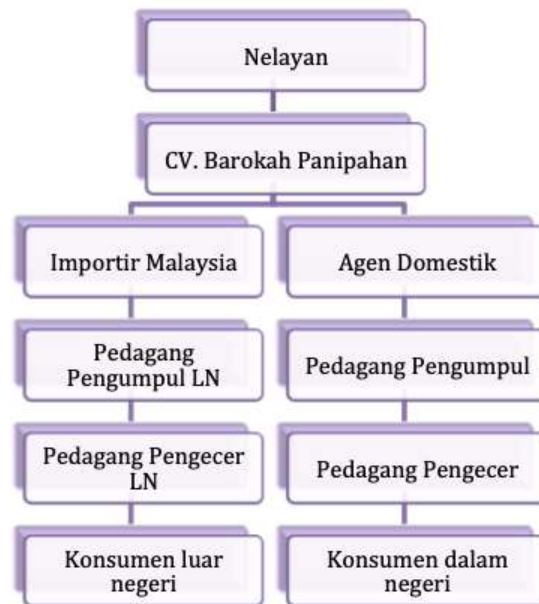 Nelayan
CV. Barokah Panipahan
Importir Malaysia
Agen Domestik
Pedagang
Pengumpul LN
Pedagang Pengumpul
Pedagang Pengecer
LN
Pedagang Pengecer
Konsumen luar
negeri
Konsumen dalam
negeri